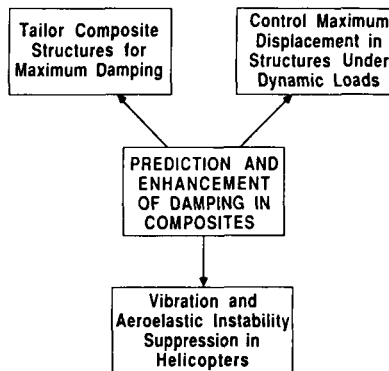 Tailor Composite
Structures for
Maximum Damping
Control Maximum
Displacement in
Structures Under
Dynamic Loads
PREDICTION AND
ENHANCEMENT
OF DAMPING IN
COMPOSITES
Vibration and
Aeroelastic Instability
Suppression in
Helicopters